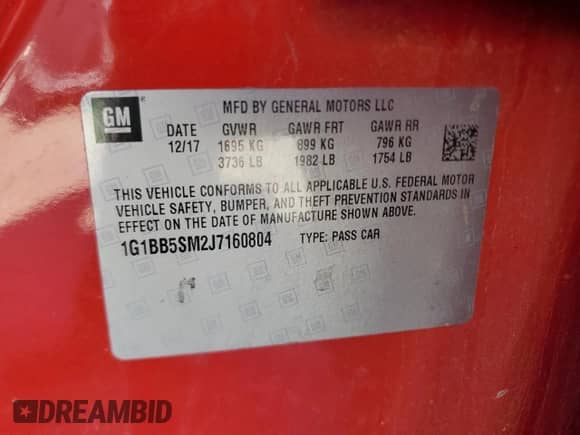 GM
MFD BY GENERAL MOTORS LLC
DATE GVWR GAWR FRT GAWR RR
12/17 1695 KG 899 KG 796 KG
3736 LB 1982 LB 1754 LB
THIS VEHICLE CONFORMS TO ALL APPLICABLE U.S. FEDERAL MOTOR
VEHICLE SAFETY, BUMPER, AND THEFT PREVENTION STANDARDS IN
EFFECT ON THE DATE OF MANUFACTURE SHOWN ABOVE.
1G1BB5SM2J7160804 TYPE: PASS CAR
DREAMBID